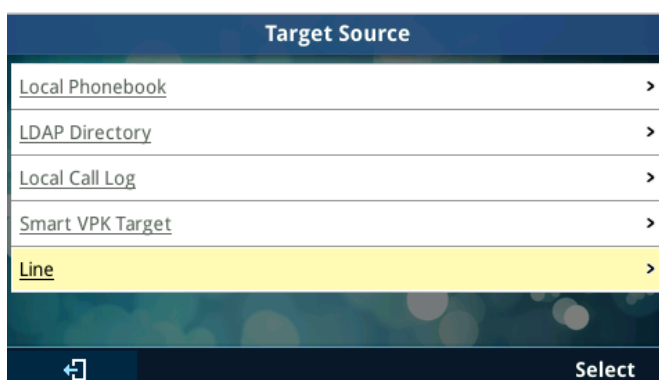 Target Source
Local Phonebook
LDAP Directory
Local Call Log
Smart VPK Target
Line
Select